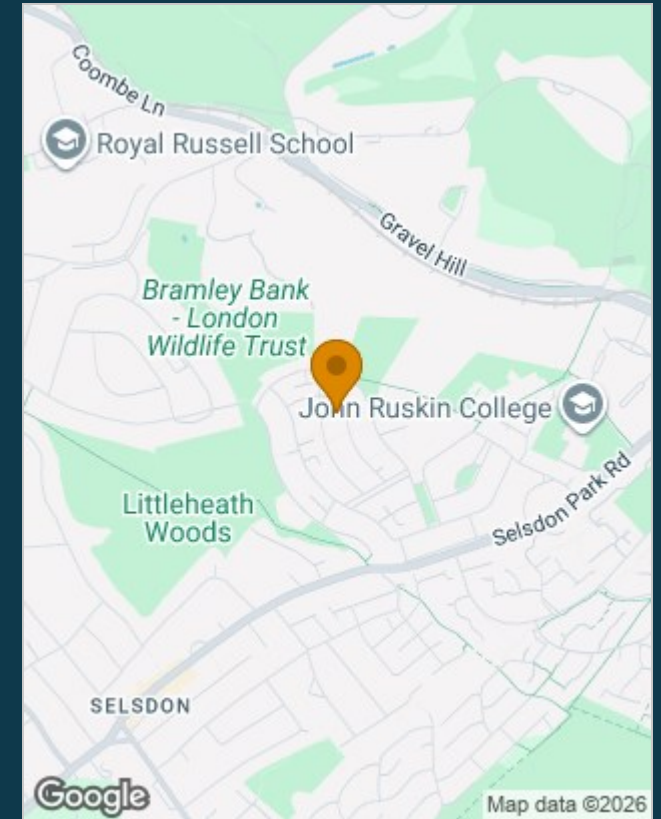 Coombe Ln
Royal Russell School
Gravel Hill
Bramley Bank
- London
Wildlife Trust
John Ruskin College
Littleheath
Woods
Selsdon Park Rd
SELSDON
Google
Map data ©2026